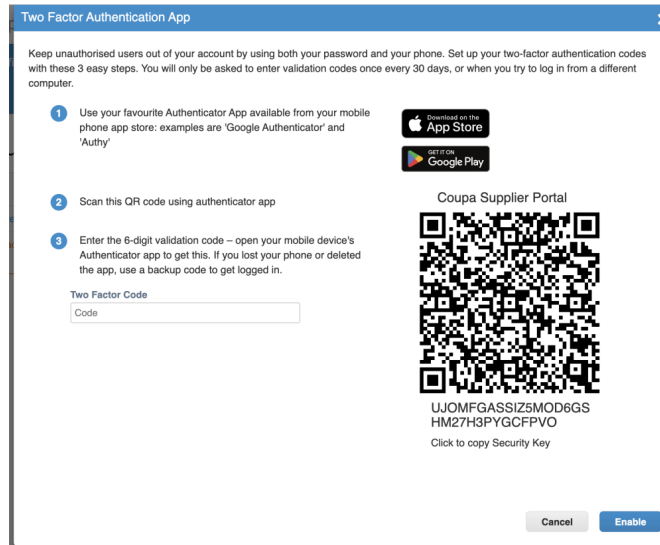 Two Factor Authentication App
Keep unauthorised users out of your account by using both your password and your phone. Set up your two-factor authentication codes
with these 3 easy steps. You will only be asked to enter validation codes once every 30 days, or when you try to log in from a different
computer.
1 Use your favourite Authenticator App available from your mobile
phone app store: examples are 'Google Authenticator' and
'Authy'
Download on the
App Store
GET IT ON
Google Play
2 Scan this QR code using authenticator app
Coupa Supplier Portal
3 Enter the 6-digit validation code – open your mobile device's
Authenticator app to get this. If you lost your phone or deleted
the app, use a backup code to get logged in.
Two Factor Code
Code
UJOMFGASSIZ5MOD6GS
HM27H3PYGCFPVO
Click to copy Security Key
Cancel
Enable